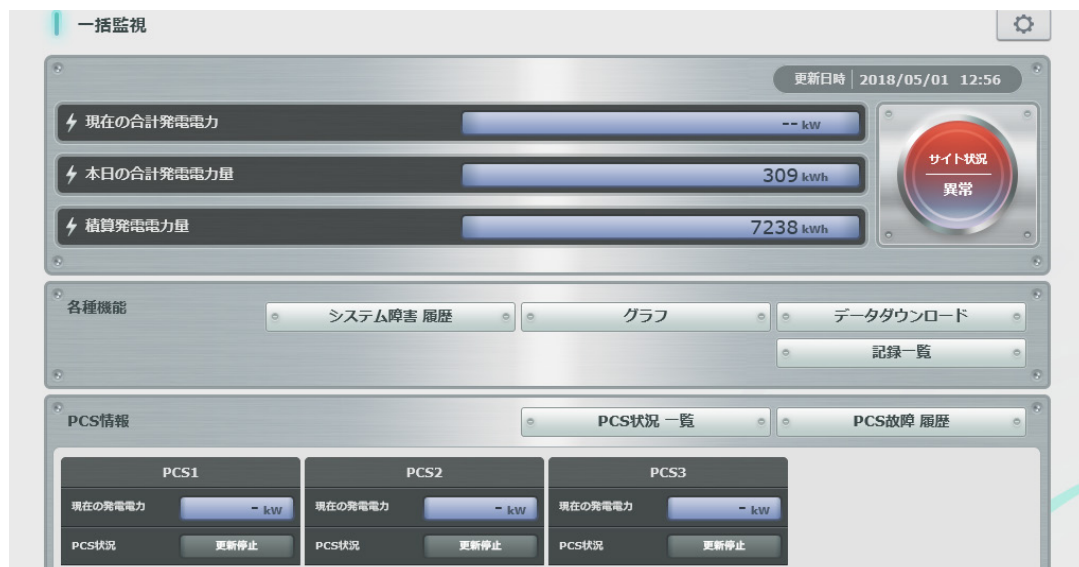 一括監視
更新日時 2018/05/01 12:56
現在の合計発電電力 -- kW
本日の合計発電電力量 309 kWh
積算発電電力量 7238 kWh
サイト状況
異常
各種機能
システム障害 履歴 グラフ データダウンロード
記録一覧
PCS情報 PCS状況 一覧 PCS故障 履歴
PCS1 PCS2 PCS3
現在の発電電力 - kW 現在の発電電力 - kW 現在の発電電力 - kW
PCS状況 更新停止 PCS状況 更新停止 PCS状況 更新停止